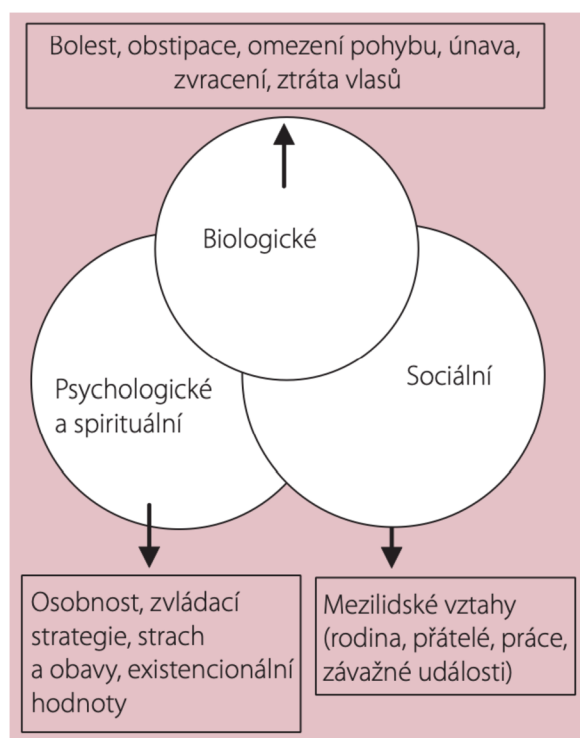 Bolest, obstipace, omezení pohybu, únava,
zvracení, ztráta vlasů
Biologické
Psychologické
a spirituální
Sociální
Osobnost, zvládací
strategie, strach
a obavy, existencionální
hodnoty
Mezilidské vztahy
(rodina, přátelé, práce,
závažné události)